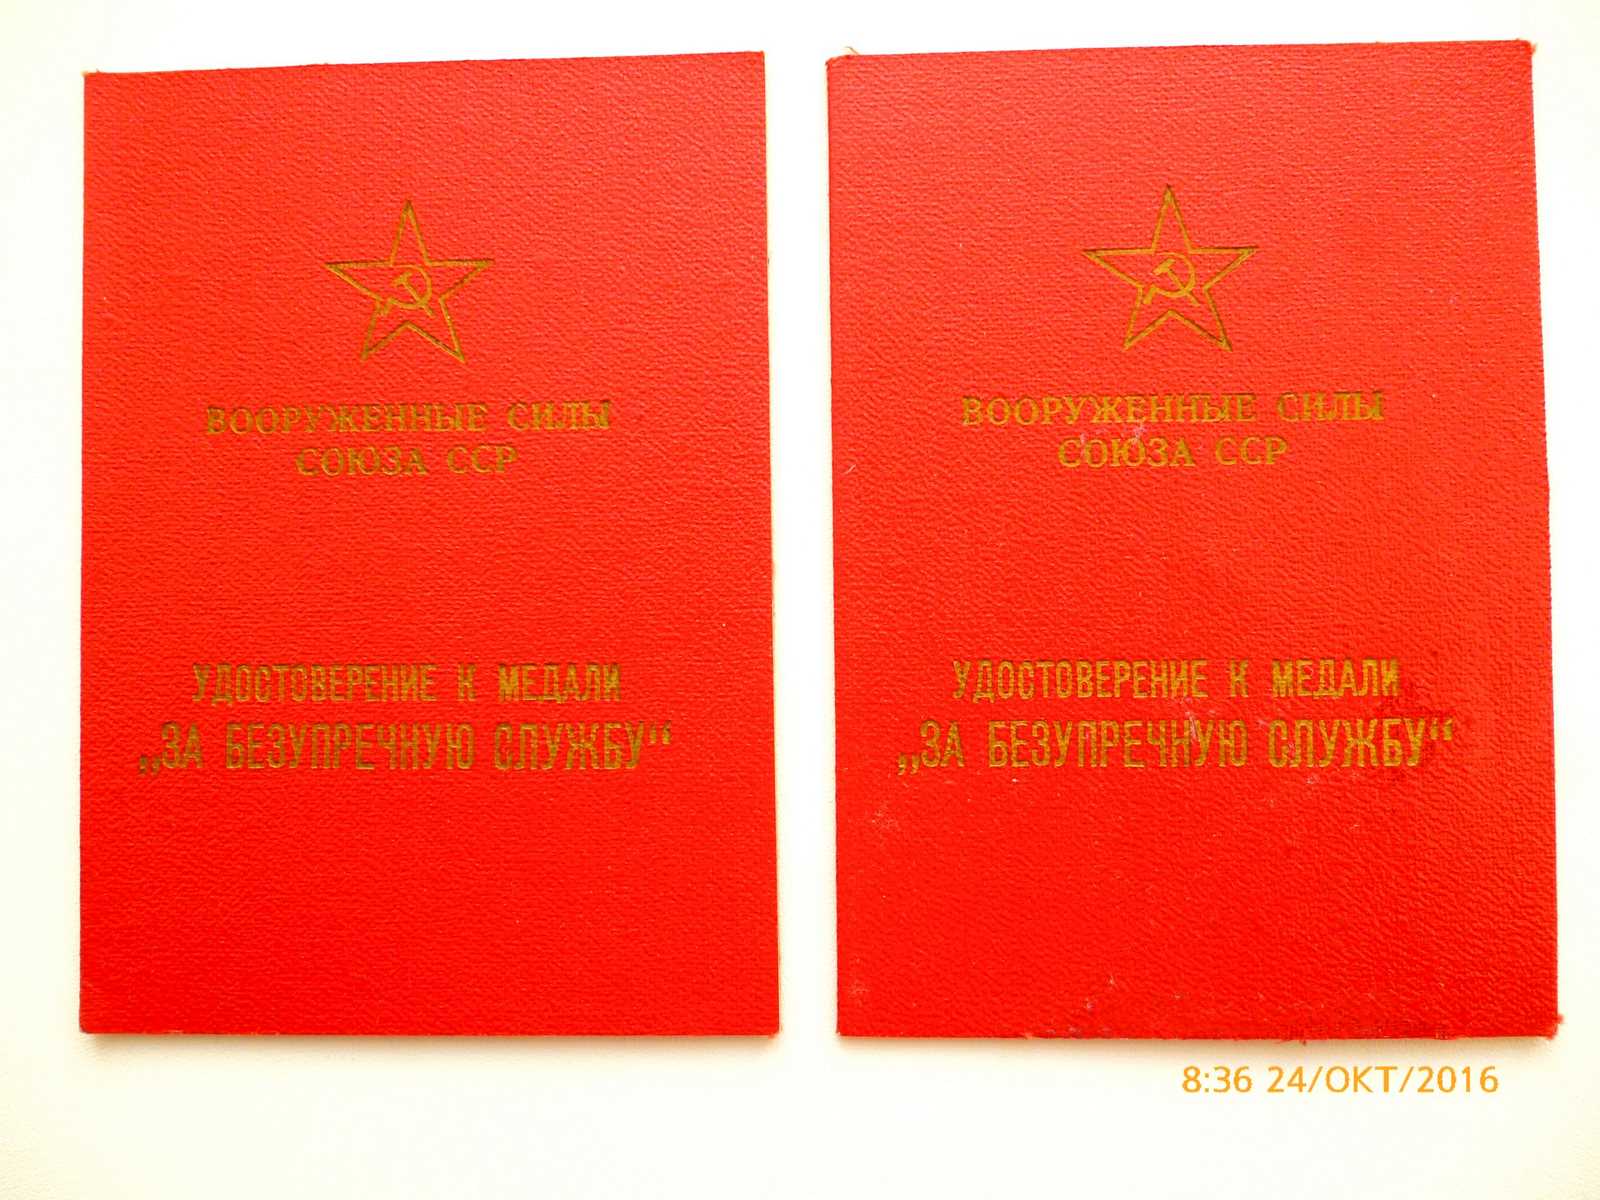 ВООРУЖЕННЫЕ СИЛЫ
СОЮЗА ССР
УДОСТОВЕРЕНИЕ К МЕДАЛИ
„ЗА БЕЗУПРЕЧНУЮ СЛУЖБУ“
ВООРУЖЕННЫЕ СИЛЫ
СОЮЗА ССР
УДОСТОВЕРЕНИЕ К МЕДАЛИ
„ЗА БЕЗУПРЕЧНУЮ СЛУЖБУ“
8:36 24/ОКТ/2016